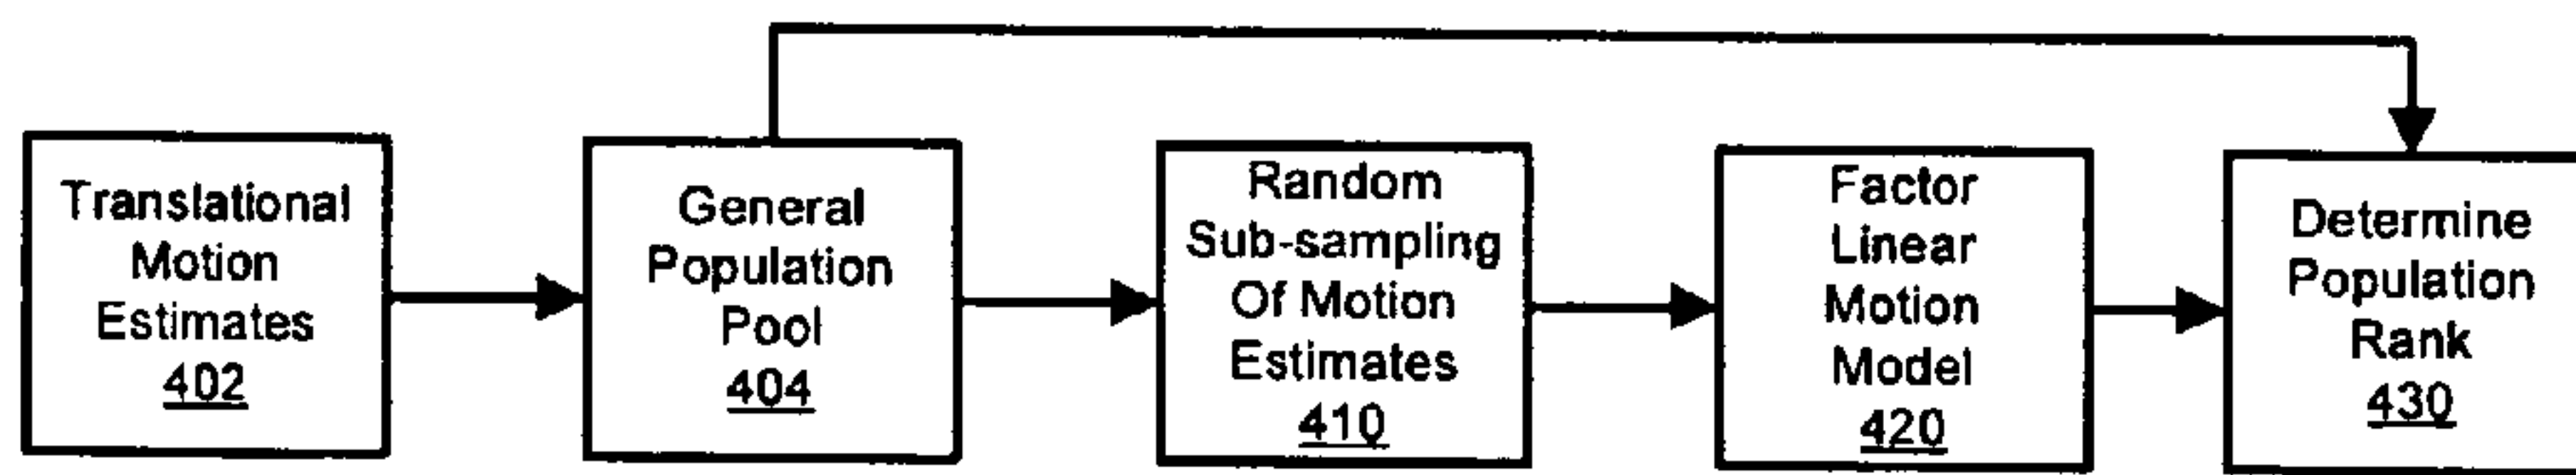 Translational
Motion
Estimates
402
General
Population
Pool
404
Random
Sub-sampling
Of Motion
Estimates
410
Factor
Linear
Motion
Model
420
Determine
Population
Rank
430